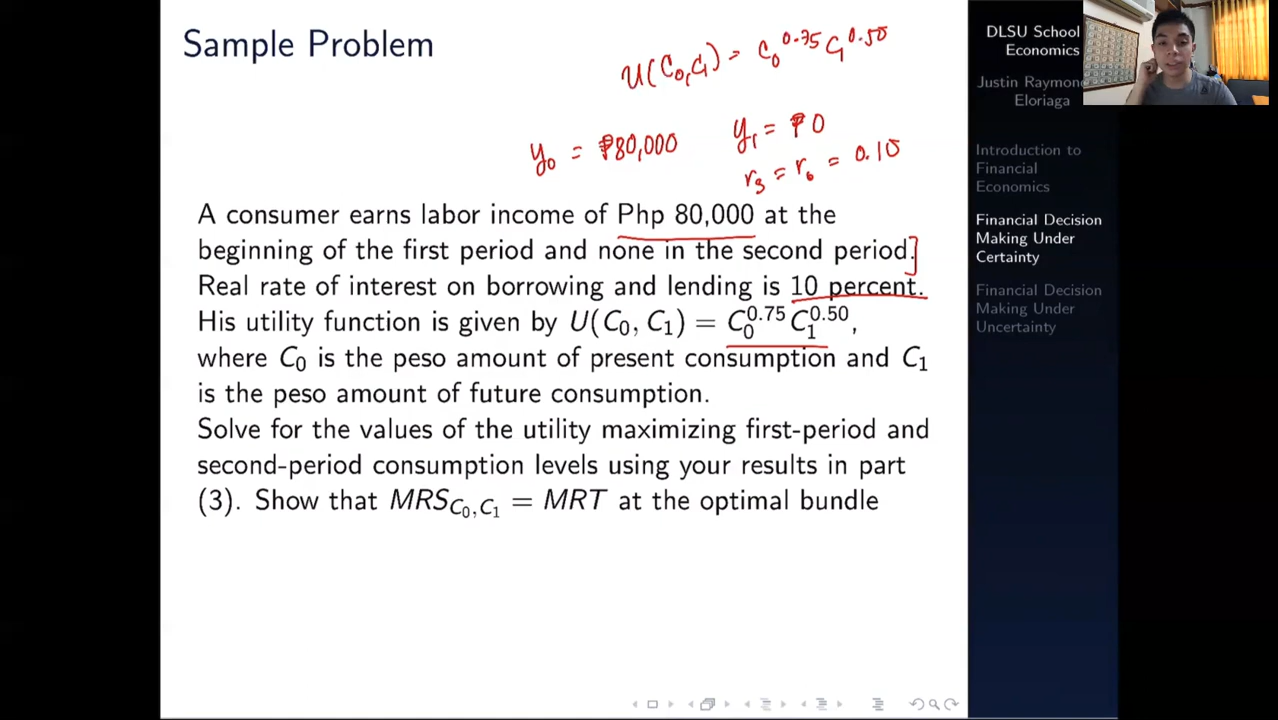 Sample Problem
U(C₀,C₁) = C₀^0.75 C₁^0.50
y₀ = ₱80,000
y₁ = ₱0
r_s = r_b = 0.10
A consumer earns labor income of Php 80,000 at the
beginning of the first period and none in the second period.]
Real rate of interest on borrowing and lending is 10 percent.
His utility function is given by U(C₀, C₁) = C₀^0.75 C₁^0.50,
where C₀ is the peso amount of present consumption and C₁
is the peso amount of future consumption.
Solve for the values of the utility maximizing first-period and
second-period consumption levels using your results in part
(3). Show that MRS_C₀,C₁ = MRT at the optimal bundle
DLSU School
Economics
Justin Raymond
Eloriaga
Introduction to
Financial
Economics
Financial Decision
Making Under
Certainty
Financial Decision
Making Under
Uncertainty